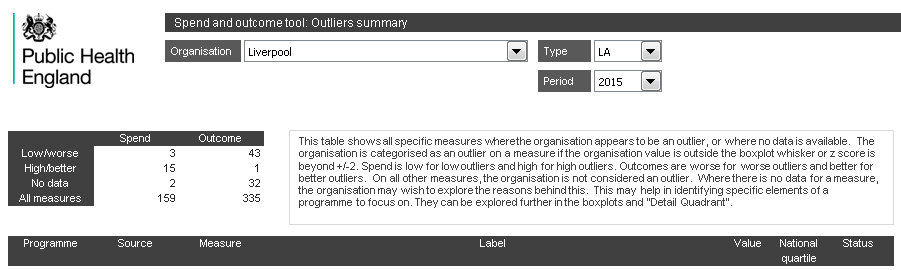 Spend and outcome tool: Outliers summary
Public Health
England
Organisation Liverpool Type LA
Period 2015
Spend Outcome
Low/worse 3 43
High/better 15 1
No data 2 32
All measures 159 335
This table shows all specific measures where the organisation appears to be an outlier, or where no data is available. The
organisation is categorised as an outlier on a measure if the organisation value is outside the boxplot whisker or z score is
beyond +/-2. Spend is low for low outliers and high for high outliers. Outcomes are worse for worse outliers and better for
better outliers. On all other measures, the organisation is not considered an outlier. Where there is no data for a measure,
the organisation may wish to explore the reasons behind this. This may help in identifying specific elements of a
programme to focus on. They can be explored further in the boxplots and "Detail Quadrant".
Programme Source Measure Label Value National Status
quartile